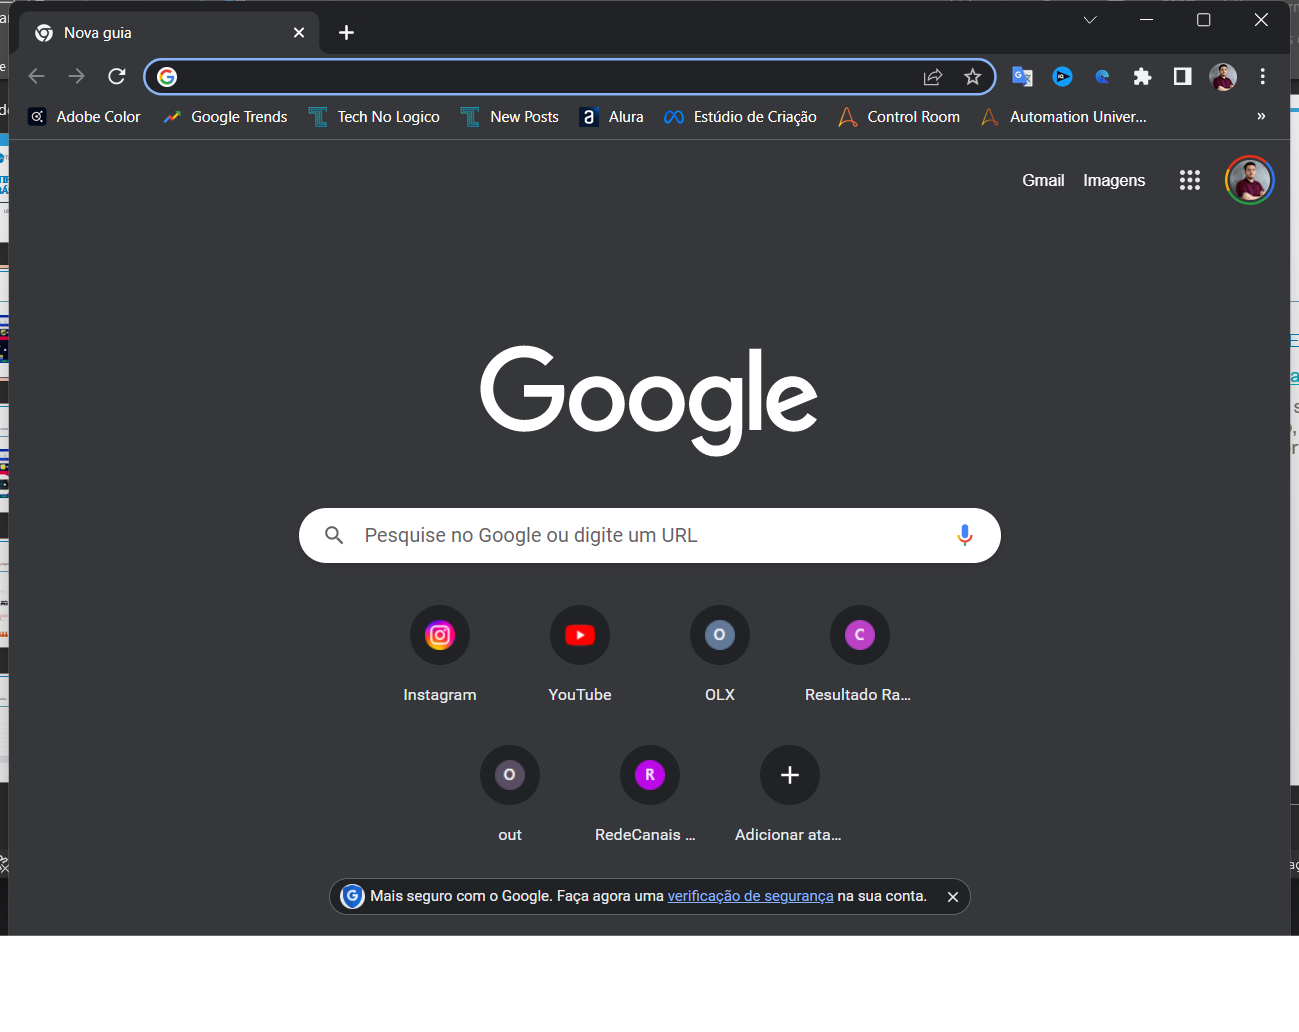 Nova guia
Adobe Color Google Trends Tech No Logico New Posts Alura Estúdio de Criação Control Room Automation Univer... »
Gmail Imagens
Google
Pesquise no Google ou digite um URL
Instagram YouTube OLX Resultado Ra...
out RedeCanais ... Adicionar ata...
Mais seguro com o Google. Faça agora uma verificação de segurança na sua conta.